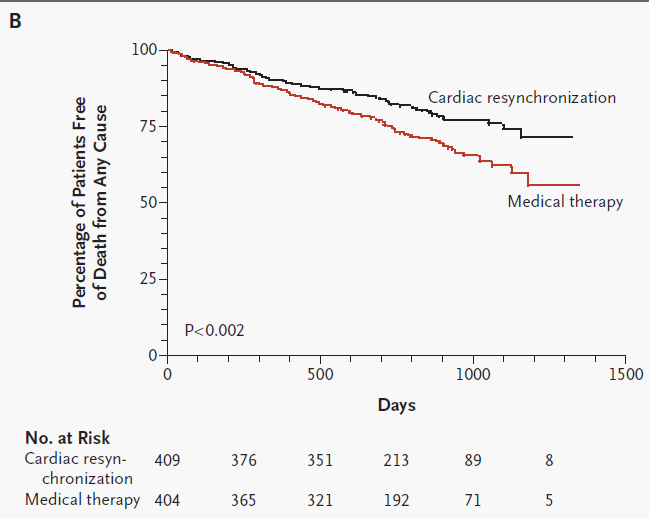 B
Percentage of Patients Free
of Death from Any Cause
100
75
50
25
0
Cardiac resynchronization
Medical therapy
P<0.002
0 500 1000 1500
Days
No. at Risk
Cardiac resyn-
chronization 409 376 351 213 89 8
Medical therapy 404 365 321 192 71 5